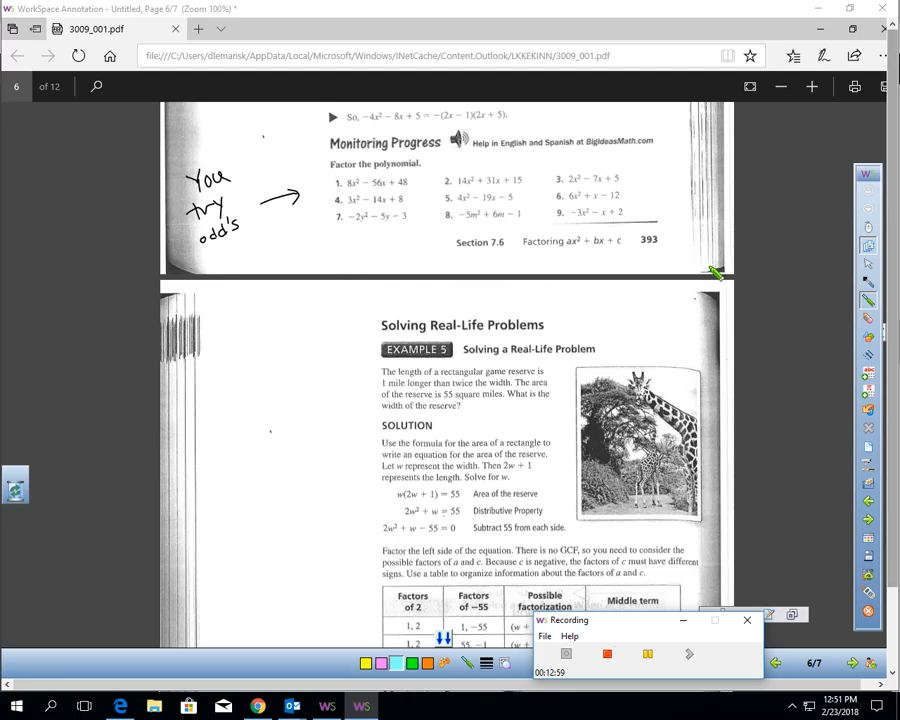 WorkSpace Annotation - Untitled, Page 6/7 (Zoom 100%) *
3009_001.pdf
file:///C:/Users/dlemansk/AppData/Local/Microsoft/Windows/INetCache/Content.Outlook/LKKEKINN/3009_001.pdf
6 of 12
So, −4x² − 8x + 5 = −(2x − 1)(2x + 5).
Monitoring Progress Help in English and Spanish at BigIdeasMath.com
Factor the polynomial.
You
try
odd's
1. 8x² − 56x + 48 2. 14x² + 31x + 15 3. 2x² − 7x + 5
4. 3x² − 14x + 8 5. 4x² − 19x − 5 6. 6x² + x − 12
7. −2y² − 5y − 3 8. −5m² + 6m − 1 9. −3x² − x + 2
Section 7.6 Factoring ax² + bx + c 393
Solving Real-Life Problems
EXAMPLE 5 Solving a Real-Life Problem
The length of a rectangular game reserve is
1 mile longer than twice the width. The area
of the reserve is 55 square miles. What is the
width of the reserve?
SOLUTION
Use the formula for the area of a rectangle to
write an equation for the area of the reserve.
Let w represent the width. Then 2w + 1
represents the length. Solve for w.
w(2w + 1) = 55 Area of the reserve
2w² + w = 55 Distributive Property
2w² + w − 55 = 0 Subtract 55 from each side.
Factor the left side of the equation. There is no GCF, so you need to consider the
possible factors of a and c. Because c is negative, the factors of c must have different
signs. Use a table to organize information about the factors of a and c.
Factors of 2 Factors of −55 Possible factorization Middle term
1, 2 1, −55 (w +
1, 2 55, −1 (w +
Recording
File Help
00:12:59
6/7
12:51 PM
2/23/2018